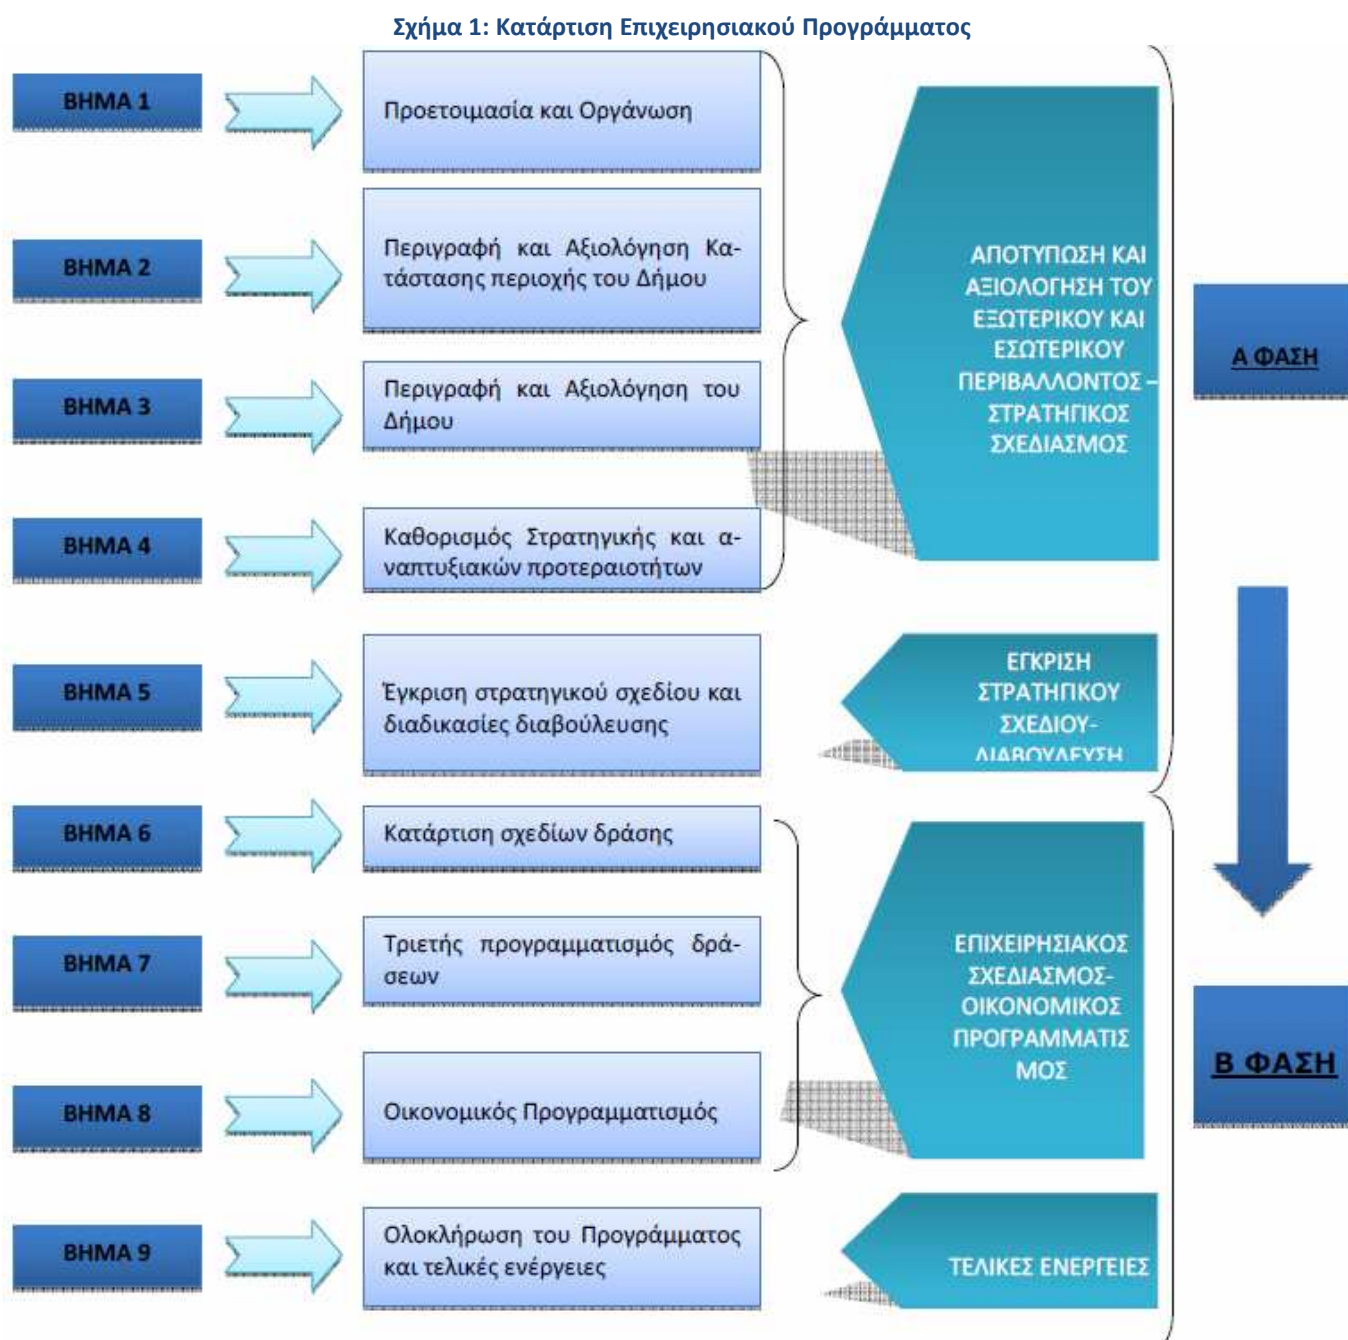 Σχήμα 1: Κατάρτιση Επιχειρησιακού Προγράμματος
ΒΗΜΑ 1
Προετοιμασία και Οργάνωση
ΒΗΜΑ 2
Περιγραφή και Αξιολόγηση Κα-
τάστασης περιοχής του Δήμου
ΒΗΜΑ 3
Περιγραφή και Αξιολόγηση του
Δήμου
ΒΗΜΑ 4
Καθορισμός Στρατηγικής και α-
ναπτυξιακών προτεραιοτήτων
ΑΠΟΤΥΠΩΣΗ ΚΑΙ
ΑΞΙΟΛΟΓΗΣΗ ΤΟΥ
ΕΞΩΤΕΡΙΚΟΥ ΚΑΙ
ΕΣΩΤΕΡΙΚΟΥ
ΠΕΡΙΒΑΛΛΟΝΤΟΣ –
ΣΤΡΑΤΗΓΙΚΟΣ
ΣΧΕΔΙΑΣΜΟΣ
Α ΦΑΣΗ
ΒΗΜΑ 5
Έγκριση στρατηγικού σχεδίου και
διαδικασίες διαβούλευσης
ΕΓΚΡΙΣΗ
ΣΤΡΑΤΗΓΙΚΟΥ
ΣΧΕΔΙΟΥ-
ΔΙΑΒΟΥΛΕΥΣΗ
ΒΗΜΑ 6
Κατάρτιση σχεδίων δράσης
ΒΗΜΑ 7
Τριετής προγραμματισμός δρά-
σεων
ΒΗΜΑ 8
Οικονομικός Προγραμματισμός
ΕΠΙΧΕΙΡΗΣΙΑΚΟΣ
ΣΧΕΔΙΑΣΜΟΣ-
ΟΙΚΟΝΟΜΙΚΟΣ
ΠΡΟΓΡΑΜΜΑΤΙΣ
ΜΟΣ
Β ΦΑΣΗ
ΒΗΜΑ 9
Ολοκλήρωση του Προγράμματος
και τελικές ενέργειες
ΤΕΛΙΚΕΣ ΕΝΕΡΓΕΙΕΣ